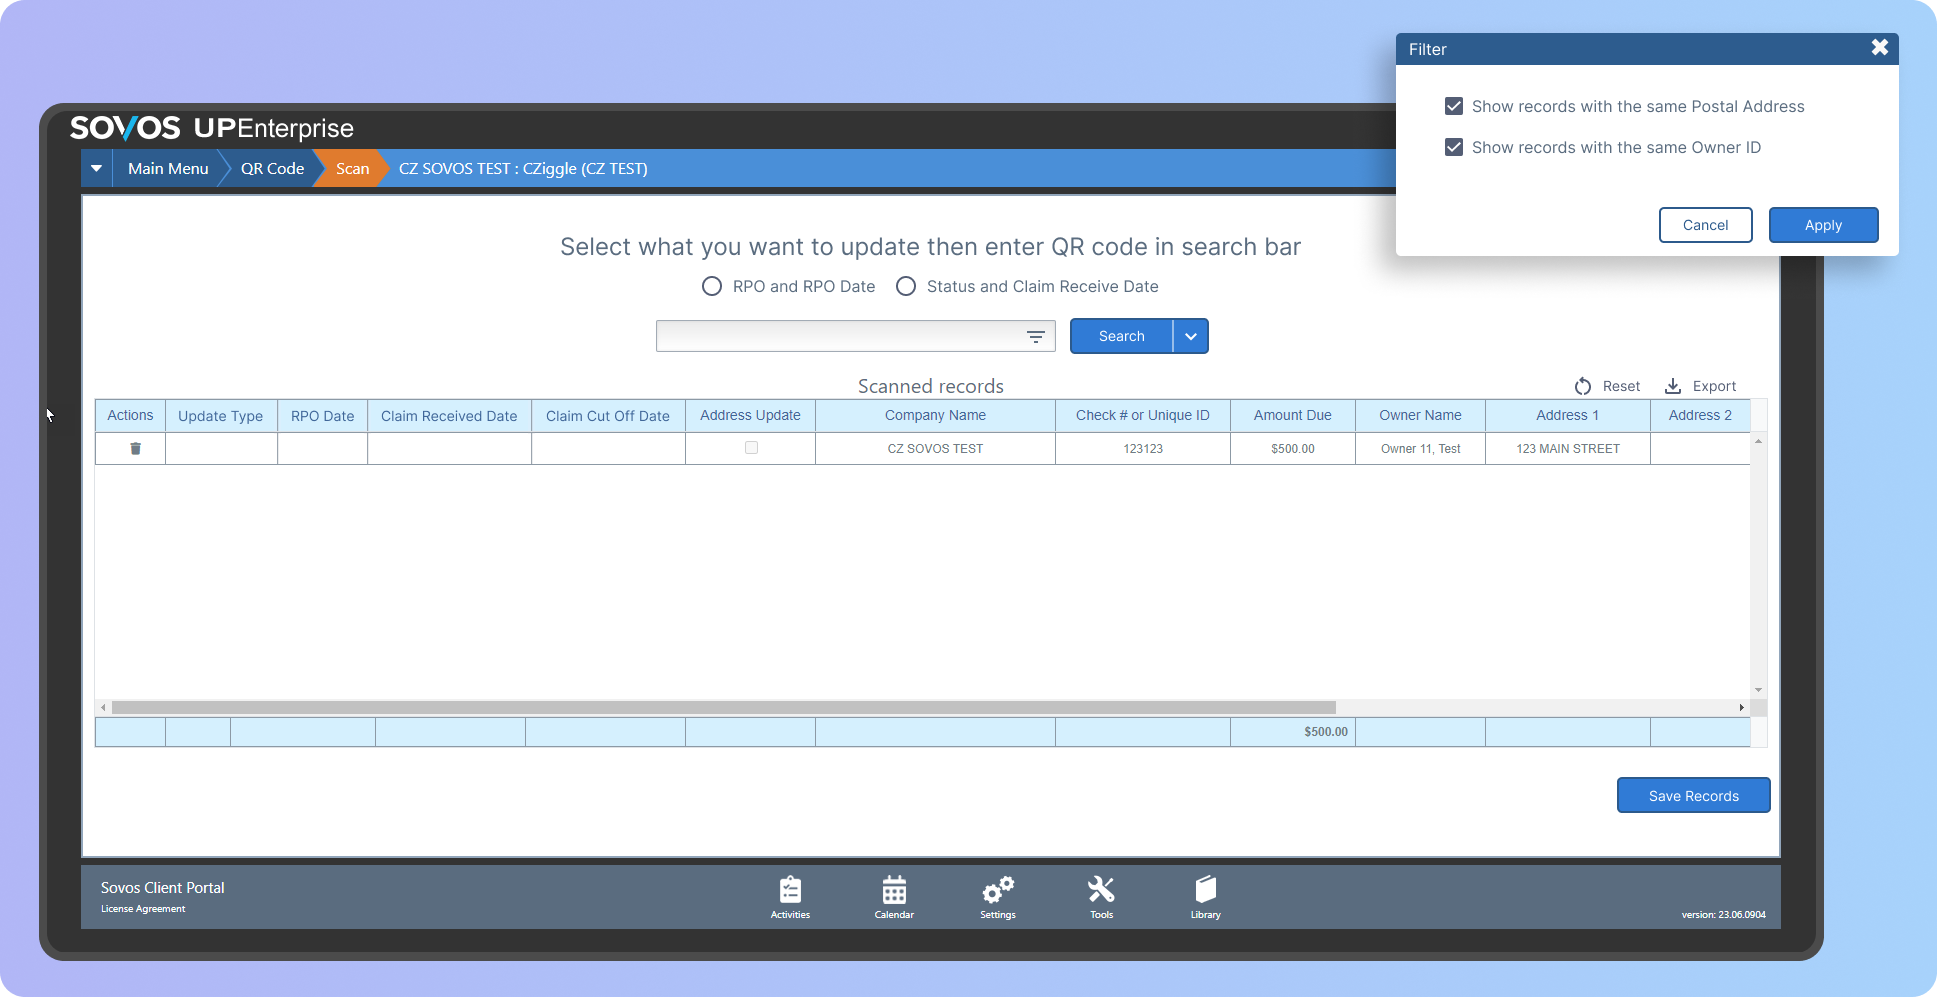 Filter
Show records with the same Postal Address
Show records with the same Owner ID
Cancel
Apply
SOVOS UPEnterprise
Main Menu
QR Code
Scan
CZ SOVOS TEST : CZiggle (CZ TEST)
Select what you want to update then enter QR code in search bar
RPO and RPO Date
Status and Claim Receive Date
Search
Scanned records
Reset
Export
Actions
Update Type
RPO Date
Claim Received Date
Claim Cut Off Date
Address Update
Company Name
Check # or Unique ID
Amount Due
Owner Name
Address 1
Address 2
CZ SOVOS TEST
123123
$500.00
Owner 11, Test
123 MAIN STREET
$500.00
Save Records
Sovos Client Portal
License Agreement
Activities
Calendar
Settings
Tools
Library
version: 23.06.0904